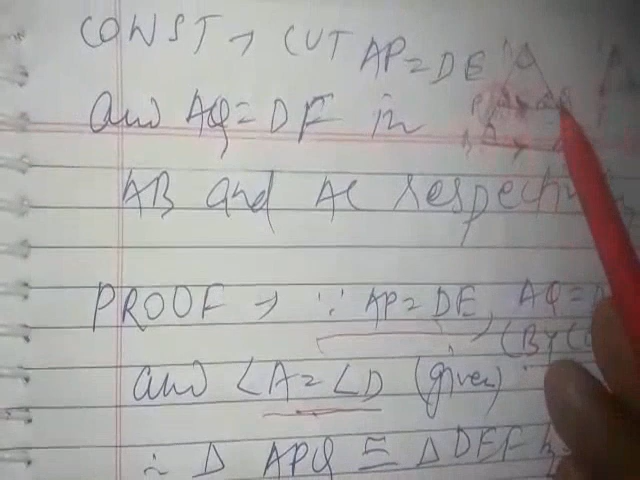 CONST → CUT AP = DE
and AQ = DF in
AB and AC
PROOF → ∵ AP = DE, AQ =
(BY
and ∠A = ∠D (given)
∴ Δ APQ ≅ Δ DEF